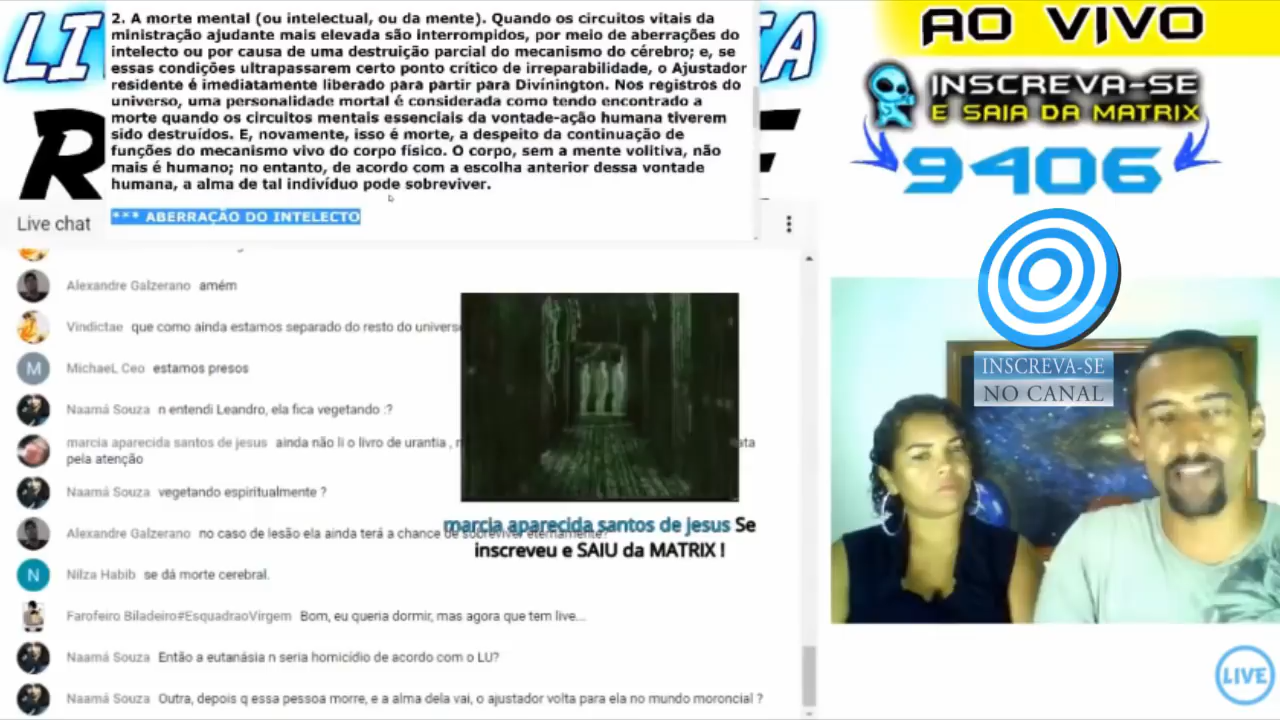 LI
2. A morte mental (ou intelectual, ou da mente). Quando os circuitos vitais da
ministração ajudante mais elevada são interrompidos, por meio de aberrações do
intelecto ou por causa de uma destruição parcial do mecanismo do cérebro; e, se
essas condições ultrapassarem certo ponto crítico de irreparabilidade, o Ajustador
residente é imediatamente liberado para partir para Divínington. Nos registros do
universo, uma personalidade mortal é considerada como tendo encontrado a
morte quando os circuitos mentais essenciais da vontade-ação humana tiverem
sido destruídos. E, novamente, isso é morte, a despeito da continuação de
funções do mecanismo vivo do corpo físico. O corpo, sem a mente volitiva, não
mais é humano; no entanto, de acordo com a escolha anterior dessa vontade
humana, a alma de tal indivíduo pode sobreviver.
*** ABERRAÇÃO DO INTELECTO
A
R
Live chat
Alexandre Galzerano amém
Vindictae que como ainda estamos separado do resto do univers
MichaeL Ceo estamos presos
Naamá Souza n entendi Leandro, ela fica vegetando :?
marcia aparecida santos de jesus ainda não li o livro de urantia ,
pela atenção
Naamá Souza vegetando espiritualmente ?
Alexandre Galzerano no caso de lesão ela ainda terá a chance de sobreviver eternamente?
Nilza Habib se dá morte cerebral.
Farofeiro Biladeiro#EsquadraoVirgem Bom, eu queria dormir, mas agora que tem live...
Naamá Souza Então a eutanásia n seria homicídio de acordo com o LU?
Naamá Souza Outra, depois q essa pessoa morre, e a alma dela vai, o ajustador volta para ela no mundo moroncial ?
marcia aparecida santos de jesus Se
inscreveu e SAIU da MATRIX !
AO VIVO
INSCREVA-SE
E SAIA DA MATRIX
9406
INSCREVA-SE
NO CANAL
LIVE